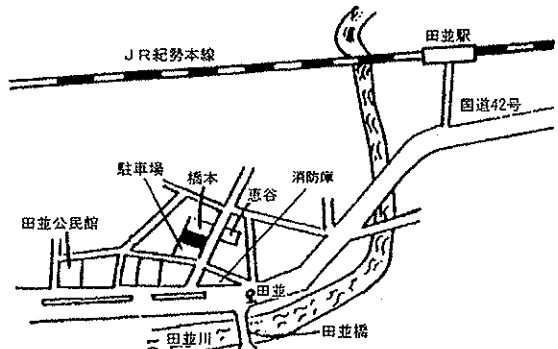 田並駅
JR紀勢本線
国道42号
駐車場
橋本
消防庫
恵谷
田並公民館
田並
田並川
田並橋